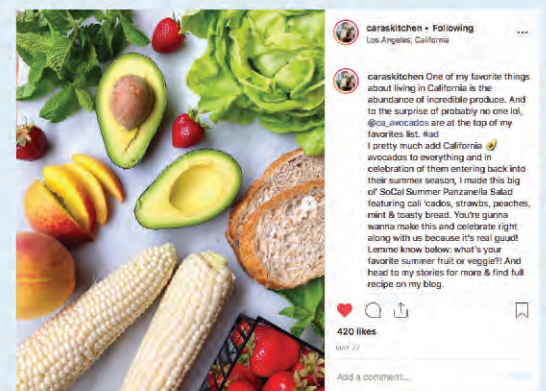 caraskitchen • Following
Los Angeles, California
caraskitchen One of my favorite things
about living in California is the
abundance of incredible produce. And
to the surprise of probably no one lol,
@ca_avocados are at the top of my
favorites list. #ad
I pretty much add California 🥑
avocados to everything and in
celebration of them entering back into
their summer season, I made this big
ol' SoCal Summer Panzanella Salad
featuring cali 'cados, strawbs, peaches,
mint & toasty bread. You're gunna
wanna make this and celebrate right
along with us because it's real guud!
Lemme know below: what's your
favorite summer fruit or veggie?! And
head to my stories for more & find full
recipe on my blog.
420 likes
MAY 22
Add a comment...